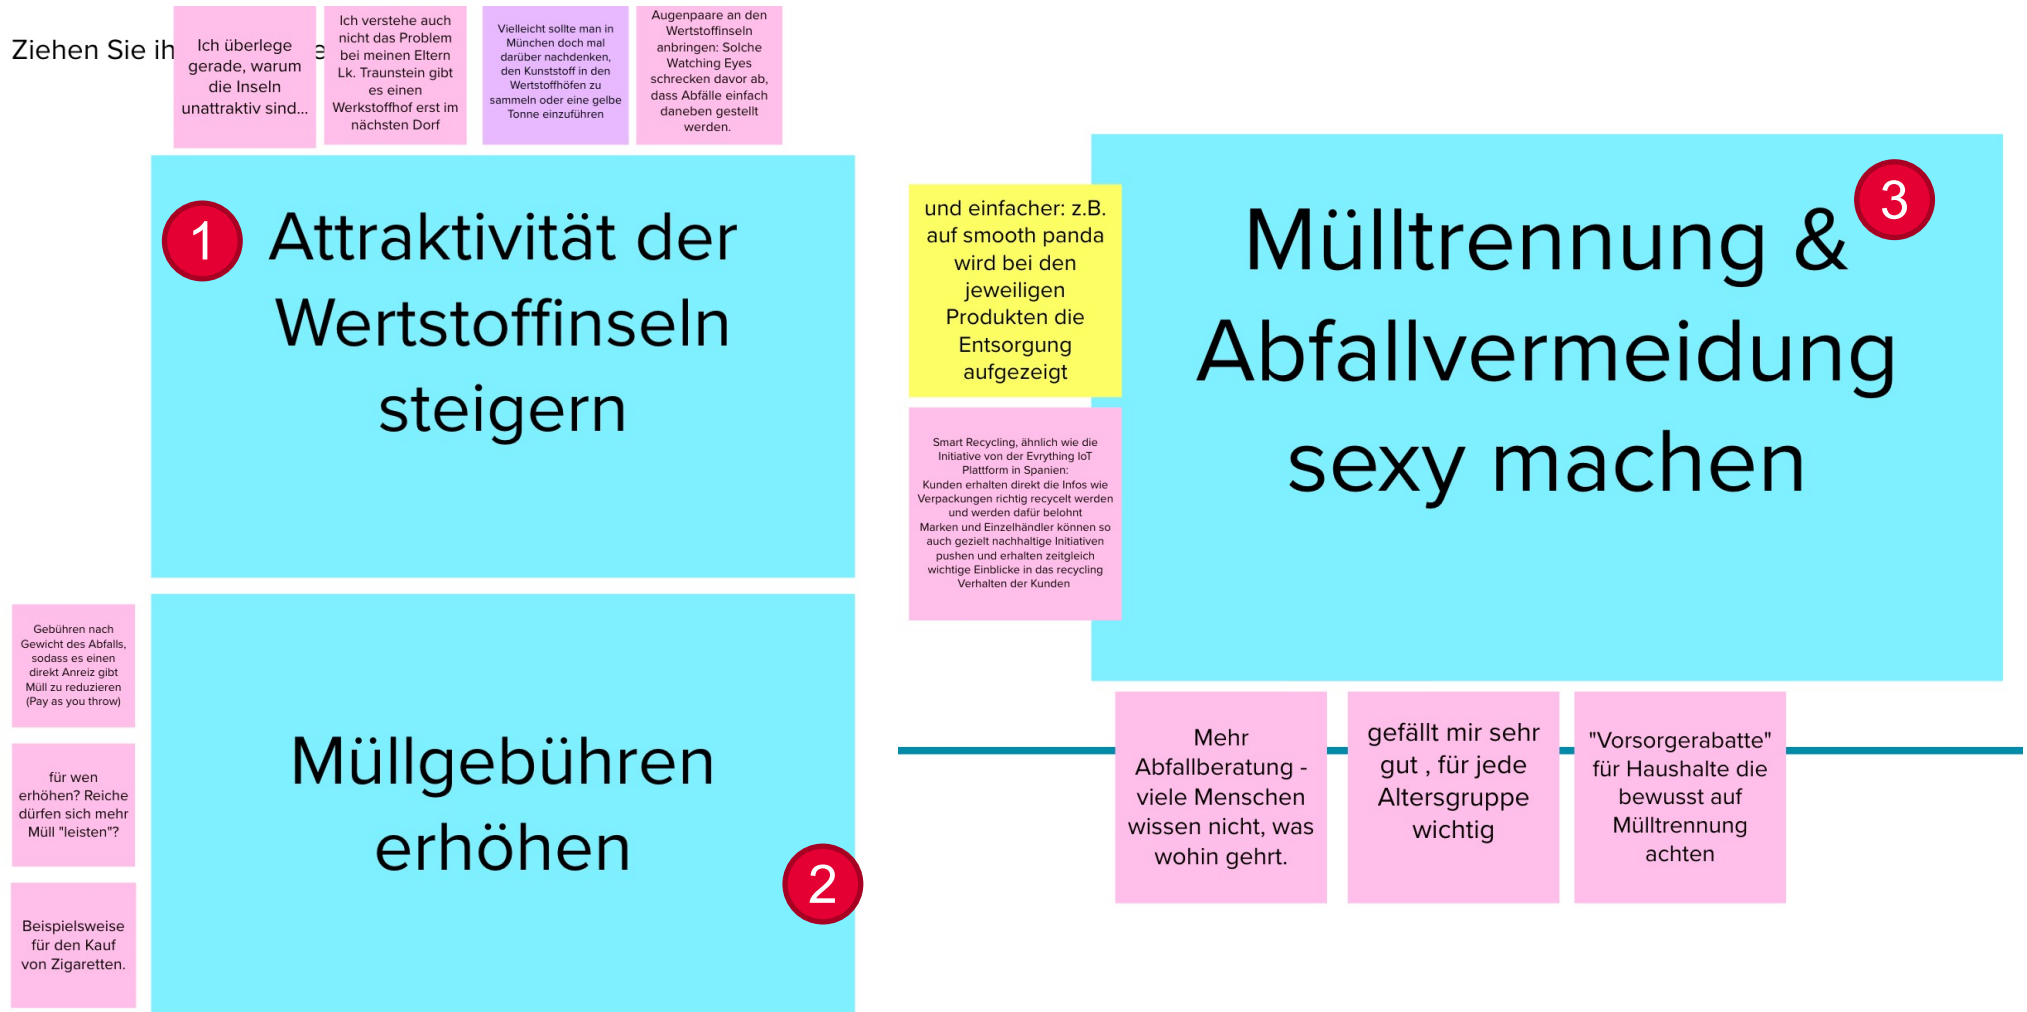 Ziehen Sie ih
e
Ich überlege
gerade, warum
die Inseln
unattraktiv sind...
Ich verstehe auch
nicht das Problem
bei meinen Eltern
Lk. Traunstein gibt
es einen
Werkstoffhof erst im
nächsten Dorf
Vielleicht sollte man in
München doch mal
darüber nachdenken,
den Kunststoff in den
Wertstoffhöfen zu
sammeln oder eine gelbe
Tonne einzuführen
Augenpaare an den
Wertstoffinseln
anbringen: Solche
Watching Eyes
schrecken davor ab,
dass Abfälle einfach
daneben gestellt
werden.
1
Attraktivität der
Wertstoffinseln
steigern
Gebühren nach
Gewicht des Abfalls,
sodass es einen
direkt Anreiz gibt
Müll zu reduzieren
(Pay as you throw)
für wen
erhöhen? Reiche
dürfen sich mehr
Müll "leisten"?
Beispielsweise
für den Kauf
von Zigaretten.
Müllgebühren
erhöhen
2
und einfacher: z.B.
auf smooth panda
wird bei den
jeweiligen
Produkten die
Entsorgung
aufgezeigt
Smart Recycling, ähnlich wie die
Initiative von der Evrything IoT
Plattform in Spanien:
Kunden erhalten direkt die Infos wie
Verpackungen richtig recycelt werden
und werden dafür belohnt
Marken und Einzelhändler können so
auch gezielt nachhaltige Initiativen
pushen und erhalten zeitgleich
wichtige Einblicke in das recycling
Verhalten der Kunden
3
Mülltrennung &
Abfallvermeidung
sexy machen
Mehr
Abfallberatung -
viele Menschen
wissen nicht, was
wohin gehrt.
gefällt mir sehr
gut , für jede
Altersgruppe
wichtig
"Vorsorgerabatte"
für Haushalte die
bewusst auf
Mülltrennung
achten